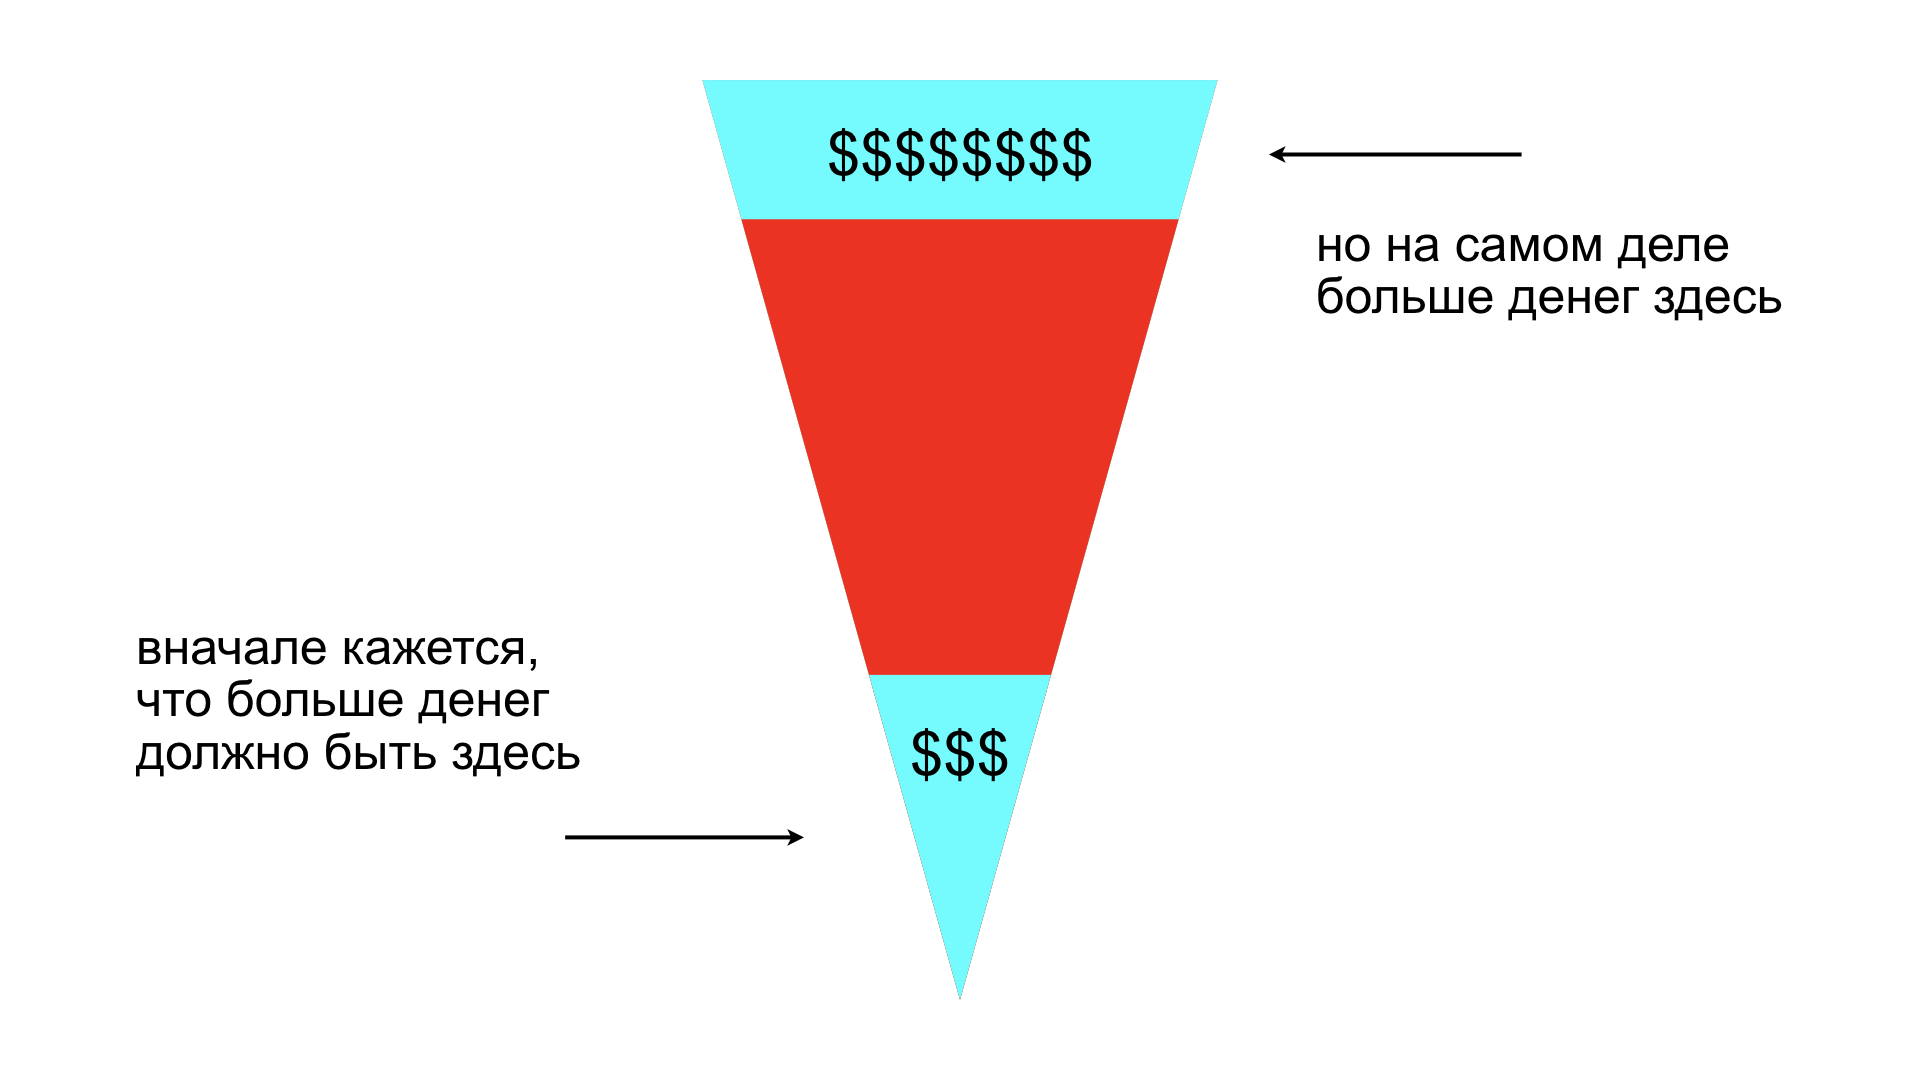 $$$$$$$$
но на самом деле
больше денег здесь
вначале кажется,
что больше денег
должно быть здесь
$$$